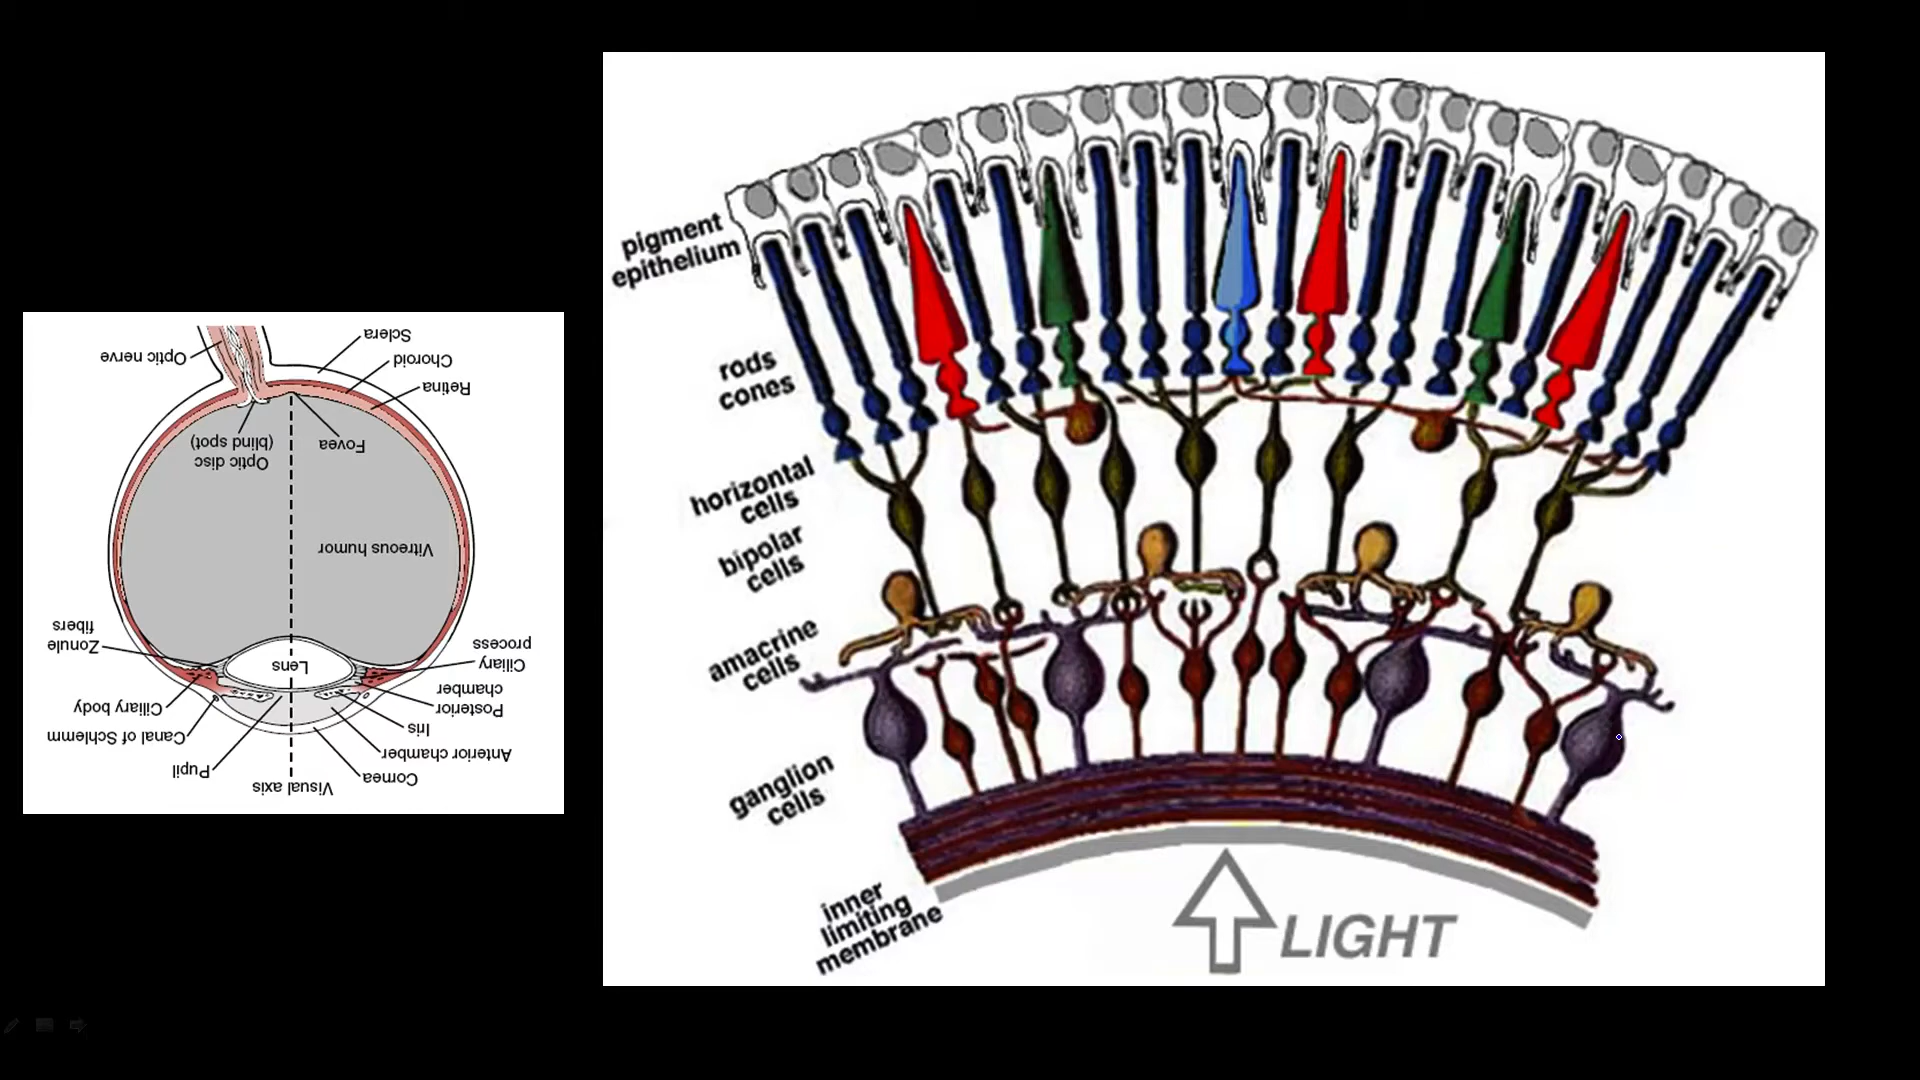 Sclera
Choroid
Retina
Optic nerve
Fovea
Optic disc
(blind spot)
Vitreous humor
Zonule
fibers
Lens
Ciliary
process
Posterior
chamber
Ciliary body
Iris
Canal of Schlemm
Anterior chamber
Pupil
Cornea
Visual axis
pigment
epithelium
rods
cones
horizontal
cells
bipolar
cells
amacrine
cells
ganglion
cells
inner
limiting
membrane
LIGHT